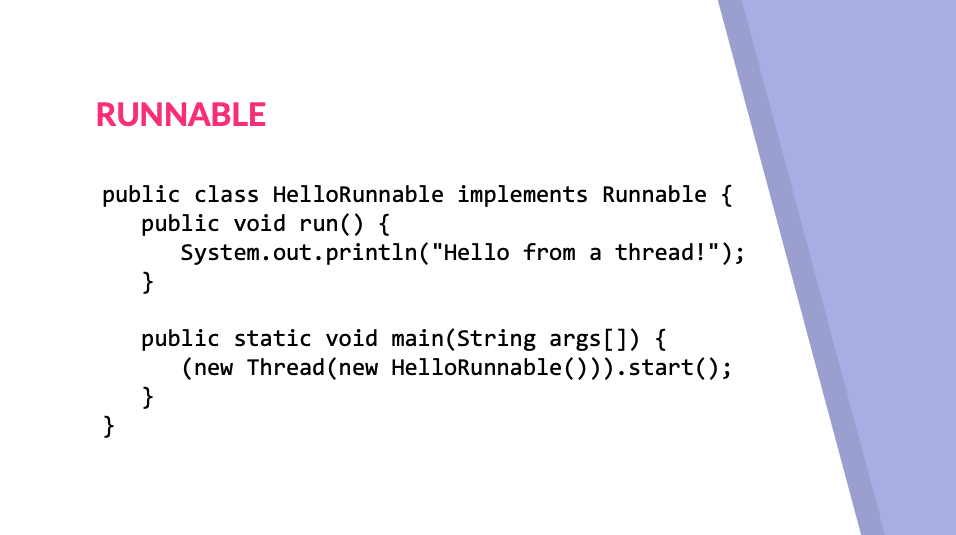 RUNNABLE
public class HelloRunnable implements Runnable {
   public void run() {
      System.out.println("Hello from a thread!");
   }

   public static void main(String args[]) {
      (new Thread(new HelloRunnable())).start();
   }
}